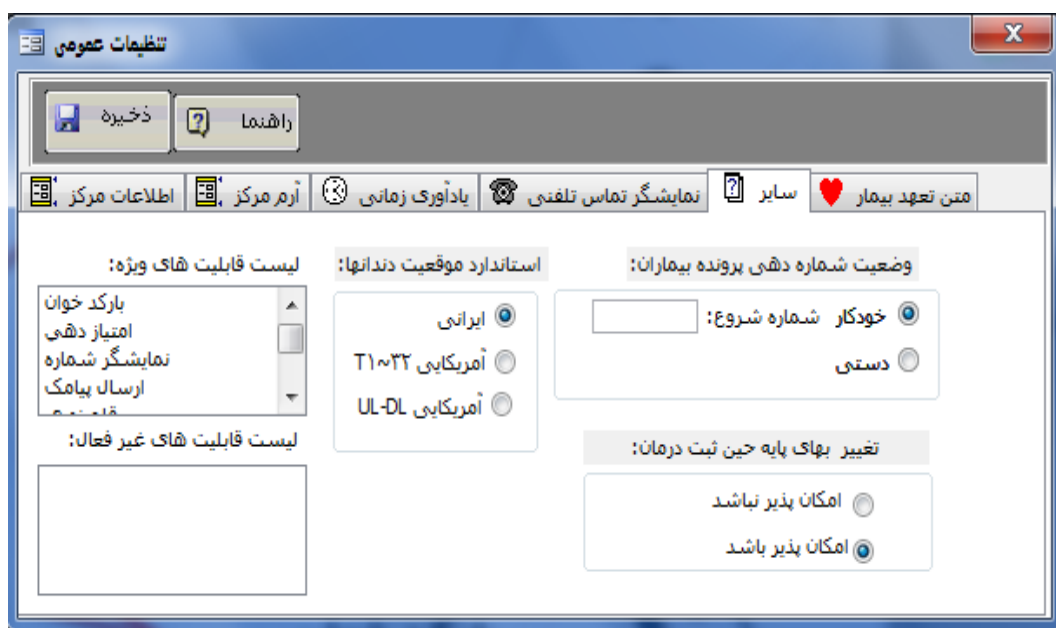 تنظیمات عمومی
راهنما
ذخیره
متن تعهد بیمار
سایر
نمایشگر تماس تلفنی
یادآوری زمانی
آرم مرکز
اطلاعات مرکز
وضعیت شماره دهی پرونده بیماران:
خودکار شماره شروع:
دستی
تغییر بهای پایه حین ثبت درمان:
امکان پذیر نباشد
امکان پذیر باشد
استاندارد موقعیت دندانها:
ایرانی
آمریکایی T۱~۳۲
آمریکایی UL-DL
لیست قابلیت های ویژه:
بارکد خوان
امتیاز دهی
نمایشگر شماره
ارسال پیامک
لیست قابلیت های غیر فعال: